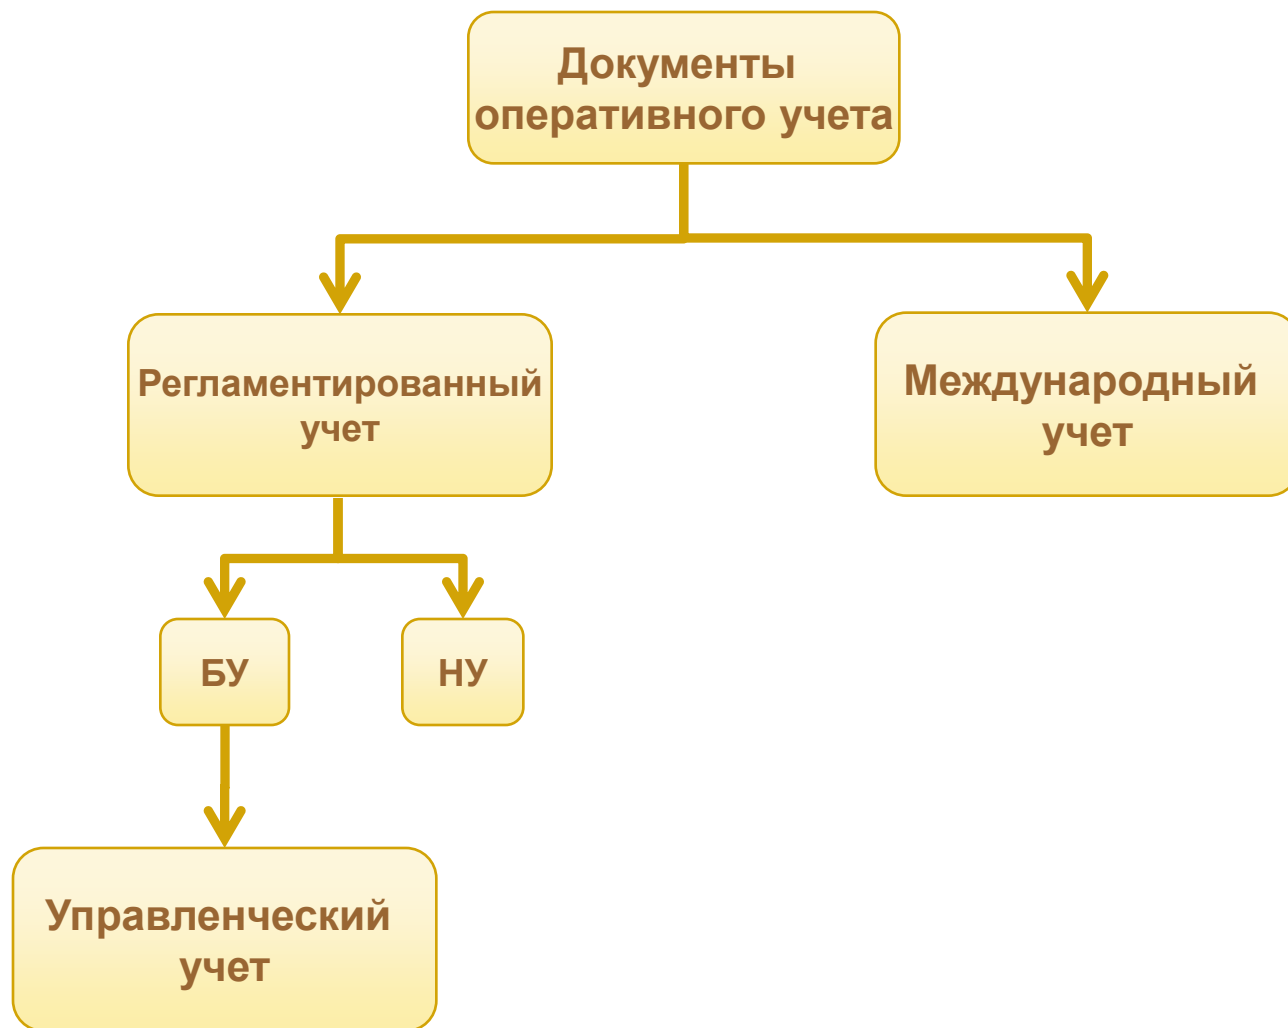 Документы
оперативного учета
Регламентированный
учет
Международный
учет
БУ
НУ
Управленческий
учет